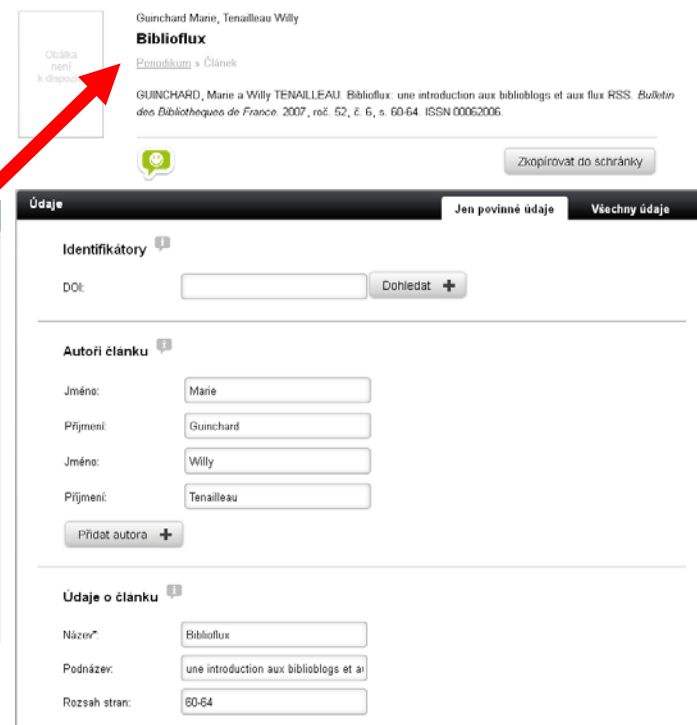 Guinchard Marie, Tenailleau Willy
Biblioflux
Obálka
není
k dispozici
Periodikum » Článek
GUINCHARD, Marie a Willy TENAILLEAU. Biblioflux: une introduction aux biblioblogs et aux flux RSS. Bulletin
des Bibliotheques de France. 2007, roč. 52, č. 6, s. 60-64. ISSN 00062006.
Zkopírovat do schránky
Údaje
Jen povinné údaje
Všechny údaje
Identifikátory
DOI:
Dohledat +
Autoři článku
Jméno:
Marie
Příjmení:
Guinchard
Jméno:
Willy
Příjmení:
Tenailleau
Přidat autora +
Údaje o článku
Název*:
Biblioflux
Podnázev:
une introduction aux biblioblogs et au
Rozsah stran:
60-64